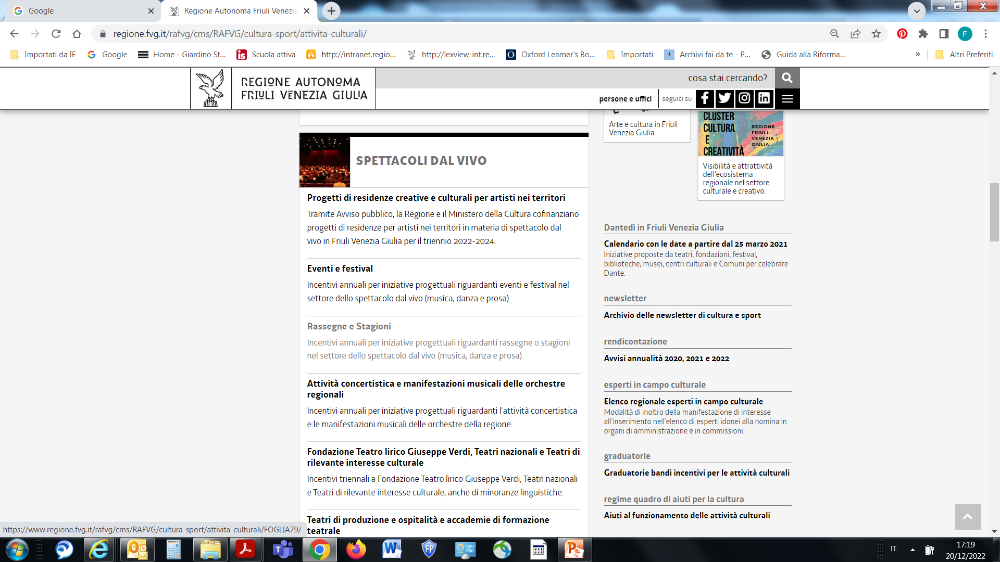 Google
Regione Autonoma Friuli Venezia
regione.fvg.it/rafvg/cms/RAFVG/cultura-sport/attivita-culturali/
F
Importati da IE
Google
Home - Giardino St...
Scuola attiva
http://intranet.regio...
http://lexview-int.re...
Oxford Learner's Bo...
Importati
Archivi fai da te - P...
Guida alla Riforma...
»
Altri Preferiti
REGIONE AUTONOMA
FRIULI VENEZIA GIULIA
cosa stai cercando?
persone e uffici
seguici su
Arte e cultura in Friuli
Venezia Giulia.
CLUSTER
CULTURA
E
CREATIVITÀ
REGIONE
FRIULI
VENEZIA
GIULIA
Visibilità e attrattività
dell'ecosistema
regionale nel settore
culturale e creativo.
SPETTACOLI DAL VIVO
Progetti di residenze creative e culturali per artisti nei territori
Tramite Avviso pubblico, la Regione e il Ministero della Cultura cofinanziano
progetti di residenze per artisti nei territori in materia di spettacolo dal
vivo in Friuli Venezia Giulia per il triennio 2022-2024.
Eventi e festival
Incentivi annuali per iniziative progettuali riguardanti eventi e festival nel
settore dello spettacolo dal vivo (musica, danza e prosa)
Rassegne e Stagioni
Incentivi annuali per iniziative progettuali riguardanti rassegne o stagioni
nel settore dello spettacolo dal vivo (musica, danza e prosa).
Attività concertistica e manifestazioni musicali delle orchestre
regionali
Incentivi annuali per iniziative progettuali riguardanti l'attività concertistica
e le manifestazioni musicali delle orchestre della regione.
Fondazione Teatro lirico Giuseppe Verdi, Teatri nazionali e Teatri di
rilevante interesse culturale
Incentivi triennali a Fondazione Teatro lirico Giuseppe Verdi, Teatri nazionali
e Teatri di rilevante interesse culturale, anche di minoranze linguistiche.
Teatri di produzione e ospitalità e accademie di formazione
teatrale
Dantedì in Friuli Venezia Giulia
Calendario con le date a partire dal 25 marzo 2021
Iniziative proposte da teatri, fondazioni, festival,
biblioteche, musei, centri culturali e Comuni per celebrare
Dante.
newsletter
Archivio delle newsletter di cultura e sport
rendicontazione
Avvisi annualità 2020, 2021 e 2022
esperti in campo culturale
Elenco regionale esperti in campo culturale
Modalità di inoltro della manifestazione di interesse
all'inserimento nell'elenco di esperti idonei alla nomina in
organi di amministrazione e in commissioni.
graduatorie
Graduatorie bandi incentivi per le attività culturali
regime quadro di aiuti per la cultura
Aiuti al funzionamento delle attività culturali
https://www.regione.fvg.it/rafvg/cms/RAFVG/cultura-sport/attivita-culturali/FOGLIA79/
IT
17:19
20/12/2022